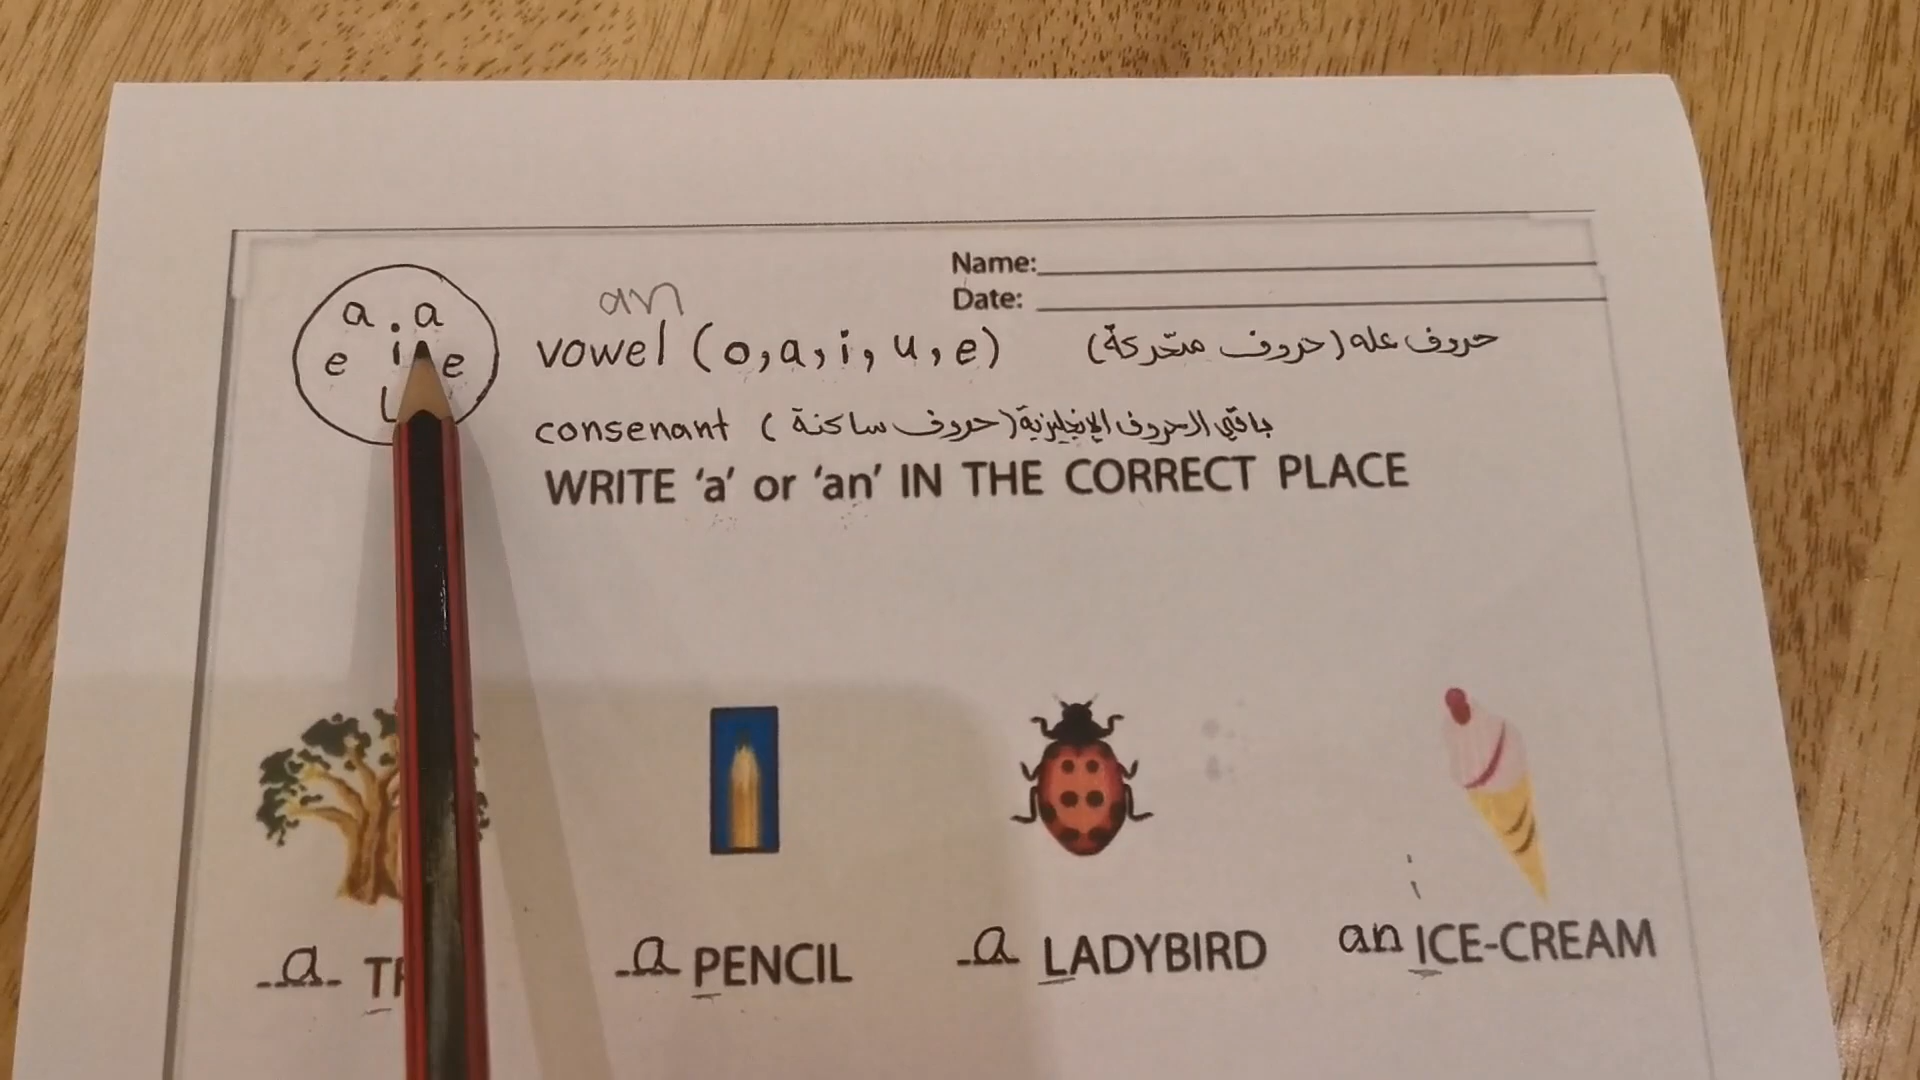 Name:
Date:
a . a
e i e
an
vowel (o, a, i, u, e) حروف عله (حروف متحركة)
consenant باقي الحروف الإنجليزية (حروف ساكنة)
WRITE 'a' or 'an' IN THE CORRECT PLACE
a
a PENCIL
a LADYBIRD
an ICE-CREAM